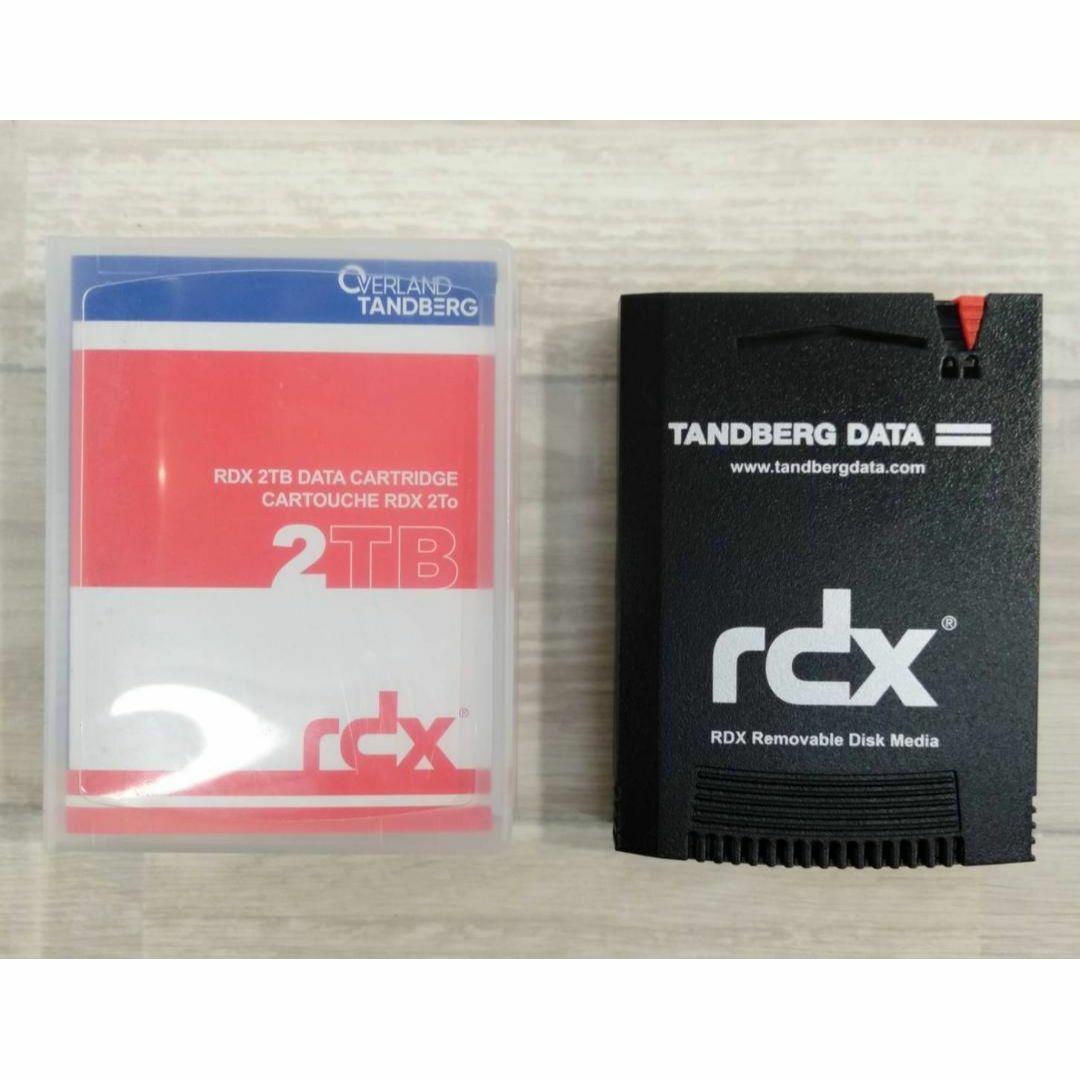 OVERLAND
TANDBERG
RDX 2TB DATA CARTRIDGE
CARTOUCHE RDX 2To
2TB
rdx®
TANDBERG DATA
www.tandbergdata.com
rdx®
RDX Removable Disk Media